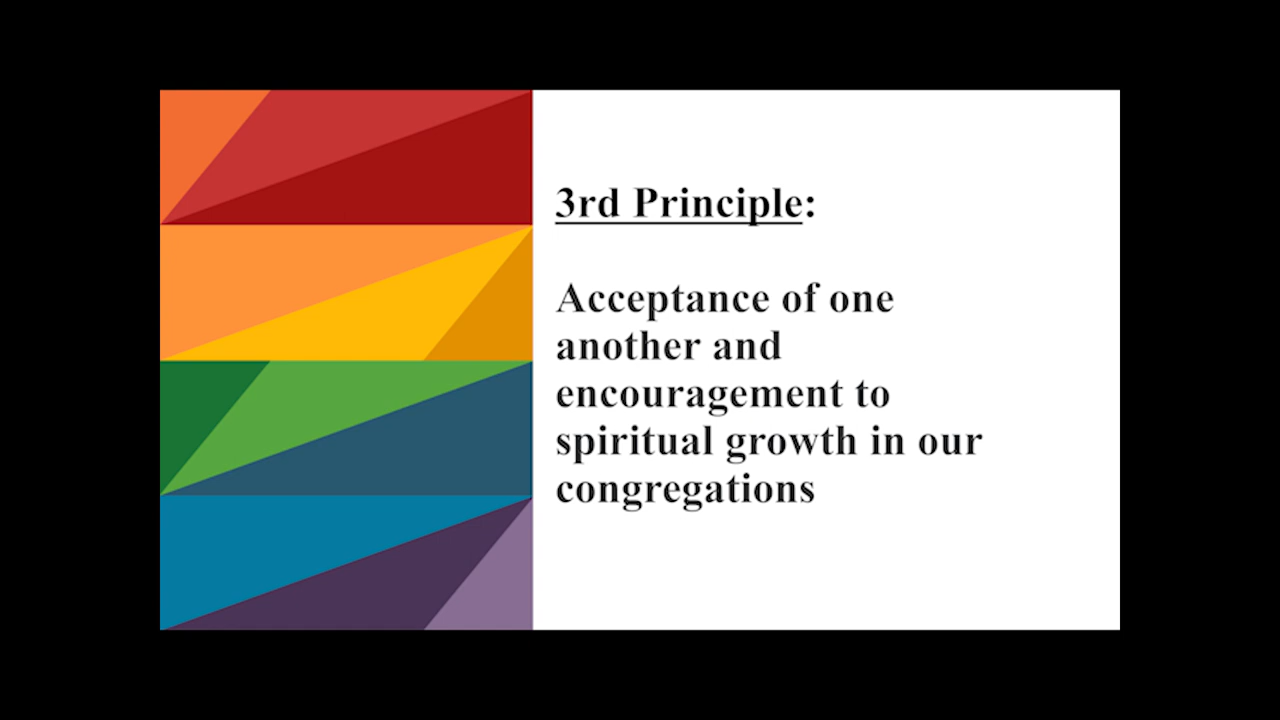 3rd Principle:
Acceptance of one
another and
encouragement to
spiritual growth in our
congregations